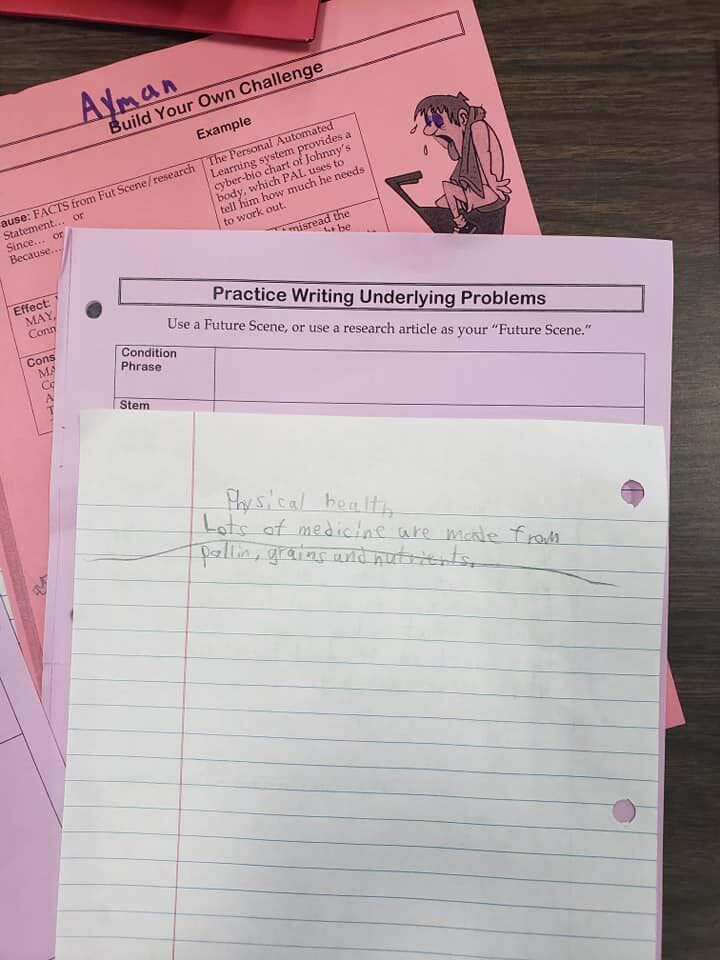 Ayman
Build Your Own Challenge
Example
ause: FACTS from Fut Scene/research
Statement... or
Since... or
Because...
The Personal Automated
Learning system provides a
cyber-bio chart of Johnny's
body, which PAL uses to
tell him how much he needs
to work out.
misread the
be
Effect:
MAY,
Conn
Cons
MA
Co
A
T
Practice Writing Underlying Problems
Use a Future Scene, or use a research article as your "Future Scene."
Condition
Phrase
Stem
Physical health
Lots of medicine are made from
pollin, grains and nutrients.